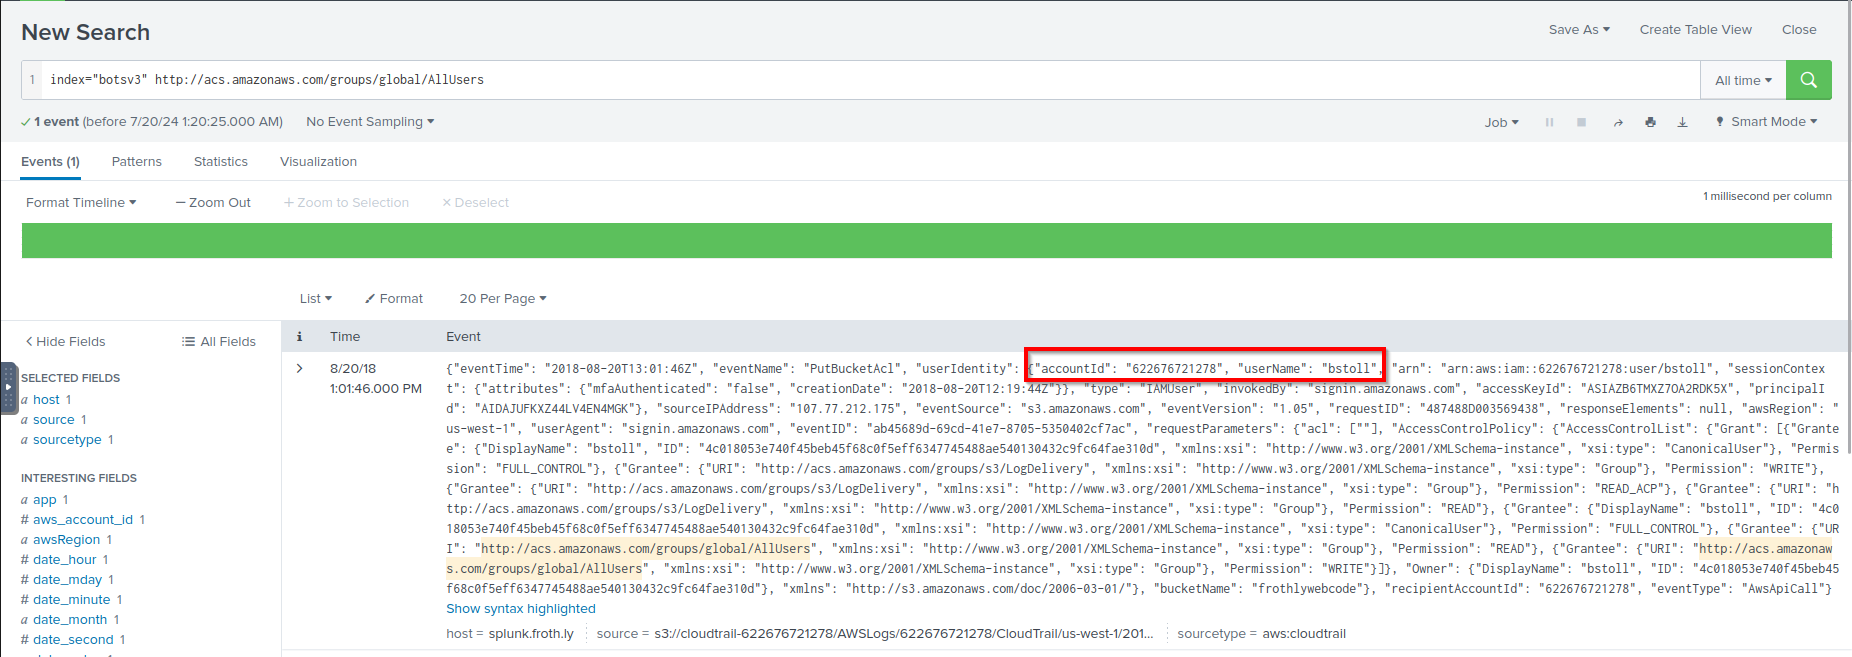 New Search
Save As ▾ Create Table View Close
1 index="botsv3" http://acs.amazonaws.com/groups/global/AllUsers
All time ▾
✓ 1 event (before 7/20/24 1:20:25.000 AM) No Event Sampling ▾
Job ▾ Smart Mode ▾
Events (1) Patterns Statistics Visualization
Format Timeline ▾ — Zoom Out + Zoom to Selection × Deselect
1 millisecond per column
List ▾ Format 20 Per Page ▾
< Hide Fields All Fields
i Time Event
SELECTED FIELDS
a host 1
a source 1
a sourcetype 1
INTERESTING FIELDS
a app 1
# aws_account_id 1
a awsRegion 1
# date_hour 1
# date_mday 1
# date_minute 1
a date_month 1
# date_second 1
> 8/20/18
1:01:46.000 PM
{"eventTime": "2018-08-20T13:01:46Z", "eventName": "PutBucketAcl", "userIdentity": {"accountId": "622676721278", "userName": "bstoll", "arn": "arn:aws:iam::622676721278:user/bstoll", "sessionContex
t": {"attributes": {"mfaAuthenticated": "false", "creationDate": "2018-08-20T12:19:44Z"}}, "type": "IAMUser", "invokedBy": "signin.amazonaws.com", "accessKeyId": "ASIAZB6TMXZ7OA2RDK5X", "principalI
d": "AIDAJUFKXZ44LV4EN4MGK"}, "sourceIPAddress": "107.77.212.175", "eventSource": "s3.amazonaws.com", "eventVersion": "1.05", "requestID": "487488D003569438", "responseElements": null, "awsRegion": "
us-west-1", "userAgent": "signin.amazonaws.com", "eventID": "ab45689d-69cd-41e7-8705-5350402cf7ac", "requestParameters": {"acl": [""], "AccessControlPolicy": {"AccessControlList": {"Grant": [{"Grante
e": {"DisplayName": "bstoll", "ID": "4c018053e740f45beb45f68c0f5eff6347745488ae540130432c9fc64fae310d", "xmlns:xsi": "http://www.w3.org/2001/XMLSchema-instance", "xsi:type": "CanonicalUser"}, "Permis
sion": "FULL_CONTROL"}, {"Grantee": {"URI": "http://acs.amazonaws.com/groups/s3/LogDelivery", "xmlns:xsi": "http://www.w3.org/2001/XMLSchema-instance", "xsi:type": "Group"}, "Permission": "WRITE"},
{"Grantee": {"URI": "http://acs.amazonaws.com/groups/s3/LogDelivery", "xmlns:xsi": "http://www.w3.org/2001/XMLSchema-instance", "xsi:type": "Group"}, "Permission": "READ_ACP"}, {"Grantee": {"URI": "h
ttp://acs.amazonaws.com/groups/s3/LogDelivery", "xmlns:xsi": "http://www.w3.org/2001/XMLSchema-instance", "xsi:type": "Group"}, "Permission": "READ"}, {"Grantee": {"DisplayName": "bstoll", "ID": "4c0
18053e740f45beb45f68c0f5eff6347745488ae540130432c9fc64fae310d", "xmlns:xsi": "http://www.w3.org/2001/XMLSchema-instance", "xsi:type": "CanonicalUser"}, "Permission": "FULL_CONTROL"}, {"Grantee": {"UR
I": "http://acs.amazonaws.com/groups/global/AllUsers", "xmlns:xsi": "http://www.w3.org/2001/XMLSchema-instance", "xsi:type": "Group"}, "Permission": "READ"}, {"Grantee": {"URI": "http://acs.amazonaw
s.com/groups/global/AllUsers", "xmlns:xsi": "http://www.w3.org/2001/XMLSchema-instance", "xsi:type": "Group"}, "Permission": "WRITE"}]}, "Owner": {"DisplayName": "bstoll", "ID": "4c018053e740f45beb45
f68c0f5eff6347745488ae540130432c9fc64fae310d"}, "xmlns": "http://s3.amazonaws.com/doc/2006-03-01/"}, "bucketName": "frothlywebcode"}, "recipientAccountId": "622676721278", "eventType": "AwsApiCall"}
Show syntax highlighted
host = splunk.froth.ly source = s3://cloudtrail-622676721278/AWSLogs/622676721278/CloudTrail/us-west-1/201... sourcetype = aws:cloudtrail